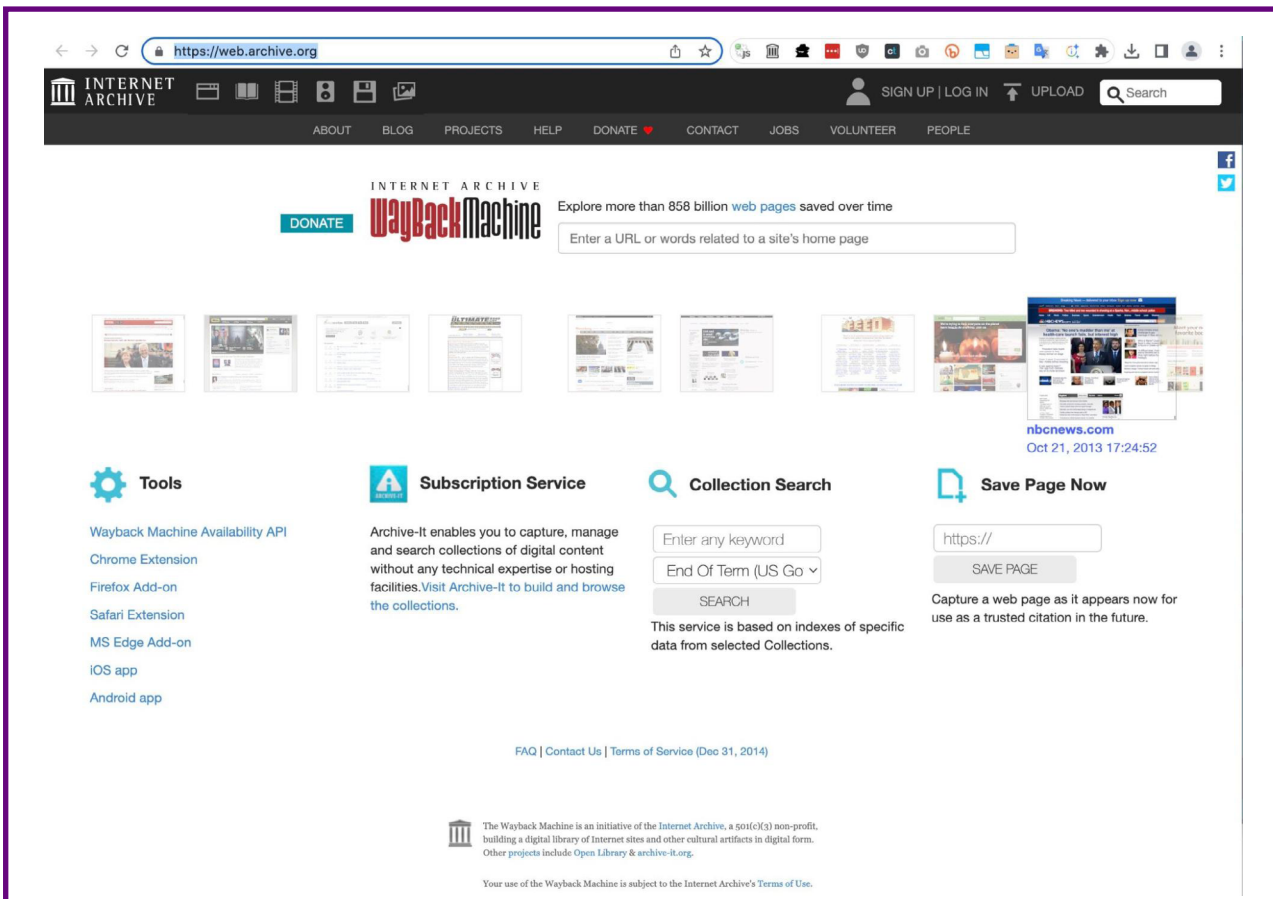 https://web.archive.org
INTERNET
ARCHIVE
SIGN UP | LOG IN
UPLOAD
Search
ABOUT BLOG PROJECTS HELP DONATE CONTACT JOBS VOLUNTEER PEOPLE
INTERNET ARCHIVE
WayBackMachine
DONATE
Explore more than 858 billion web pages saved over time
Enter a URL or words related to a site's home page
ULTIMATE
nbcnews.com
Oct 21, 2013 17:24:52
Tools
Wayback Machine Availability API
Chrome Extension
Firefox Add-on
Safari Extension
MS Edge Add-on
iOS app
Android app
Subscription Service
ARCHIVE-IT
Archive-It enables you to capture, manage
and search collections of digital content
without any technical expertise or hosting
facilities.Visit Archive-It to build and browse
the collections.
Collection Search
Enter any keyword
End Of Term (US Go
SEARCH
This service is based on indexes of specific
data from selected Collections.
Save Page Now
https://
SAVE PAGE
Capture a web page as it appears now for
use as a trusted citation in the future.
FAQ | Contact Us | Terms of Service (Dec 31, 2014)
The Wayback Machine is an initiative of the Internet Archive, a 501(c)(3) non-profit,
building a digital library of Internet sites and other cultural artifacts in digital form.
Other projects include Open Library & archive-it.org.
Your use of the Wayback Machine is subject to the Internet Archive's Terms of Use.